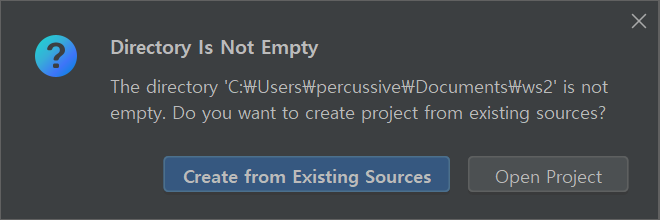 Directory Is Not Empty
The directory 'C:₩Users₩percussive₩Documents₩ws2' is not
empty. Do you want to create project from existing sources?
Create from Existing Sources
Open Project